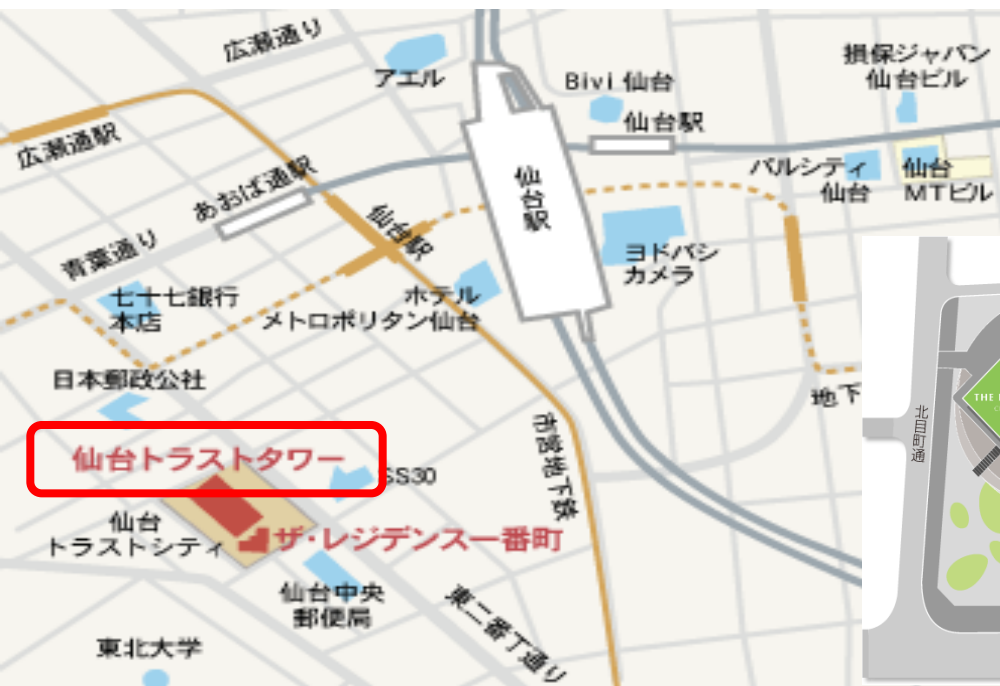 広瀬通り
アエル
Bivi 仙台
損保ジャパン
仙台ビル
仙台駅
広瀬通駅
あおば通駅
仙台駅
仙台駅
パルシティ
仙台
仙台
MTビル
青葉通り
ヨドバシ
カメラ
七十七銀行
本店
ホテル
メトロポリタン仙台
日本郵政公社
地下
THE
北目町通
市営地下鉄
仙台トラストタワー
SS30
仙台
トラストシティ
ザ・レジデンス一番町
仙台中央
郵便局
東二番丁通り
東北大学